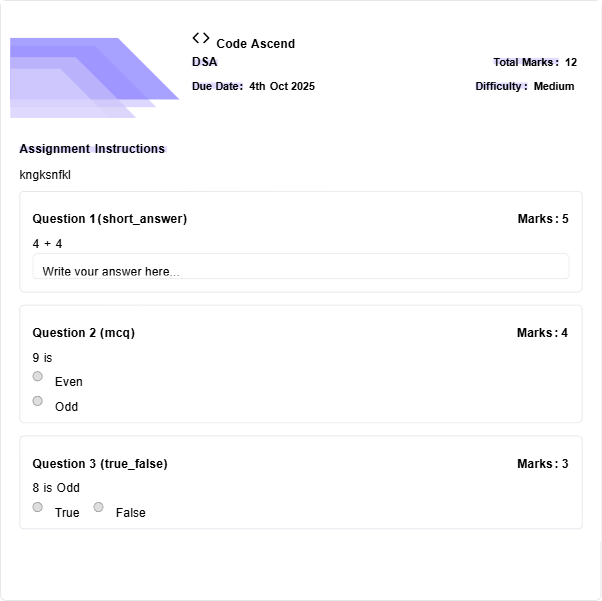 <> Code Ascend
DSA
Total Marks: 12
Due Date: 4th Oct 2025
Difficulty: Medium
Assignment Instructions
kngksnfkl
Question 1 (short_answer) Marks: 5
4 + 4
Write your answer here...
Question 2 (mcq) Marks: 4
9 is
Even
Odd
Question 3 (true_false) Marks: 3
8 is Odd
True False